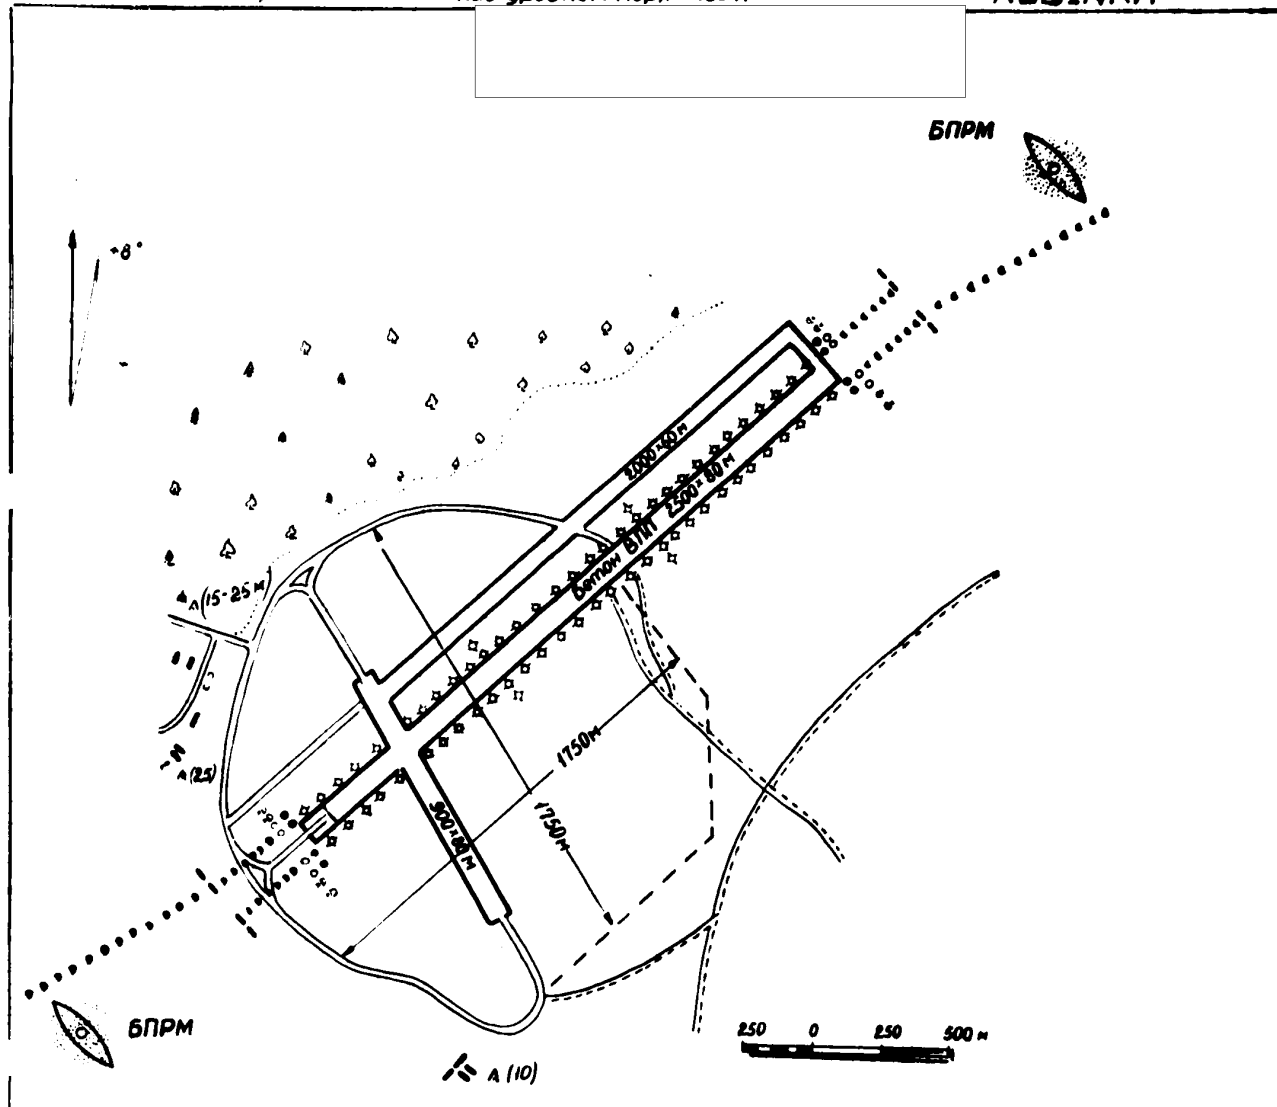 БПРМ
+8°
2000×60 м
Бетон ВПП 2500×80 м
А (15-25 м)
1750 м
А (25)
1750 м
900×80 м
БПРМ
250 0 250 500 м
А (10)